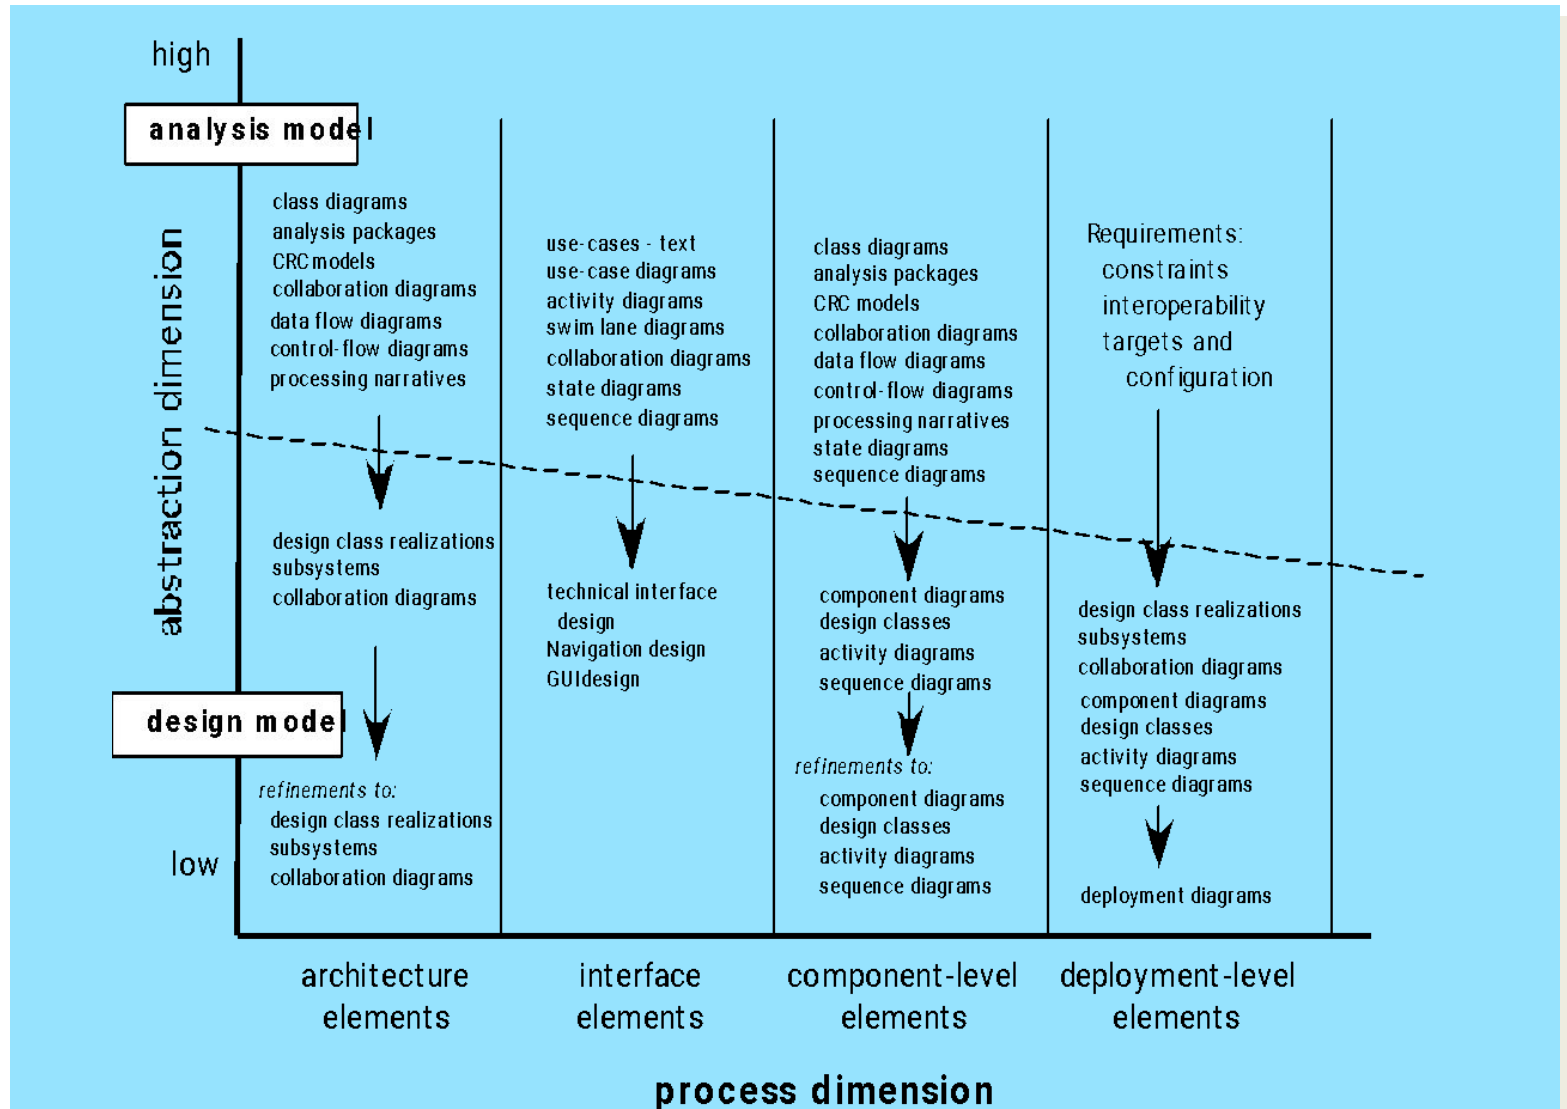 high
analysis model
abstraction dimension
design model
low
class diagrams
analysis packages
CRC models
collaboration diagrams
data flow diagrams
control-flow diagrams
processing narratives
design class realizations
subsystems
collaboration diagrams
refinements to:
design class realizations
subsystems
collaboration diagrams
use-cases - text
use-case diagrams
activity diagrams
swim lane diagrams
collaboration diagrams
state diagrams
sequence diagrams
technical interface
design
Navigation design
GUIdesign
class diagrams
analysis packages
CRC models
collaboration diagrams
data flow diagrams
control-flow diagrams
processing narratives
state diagrams
sequence diagrams
component diagrams
design classes
activity diagrams
sequence diagrams
refinements to:
component diagrams
design classes
activity diagrams
sequence diagrams
Requirements:
constraints
interoperability
targets and
configuration
design class realizations
subsystems
collaboration diagrams
component diagrams
design classes
activity diagrams
sequence diagrams
deployment diagrams
architecture
elements
interface
elements
component-level
elements
deployment-level
elements
process dimension